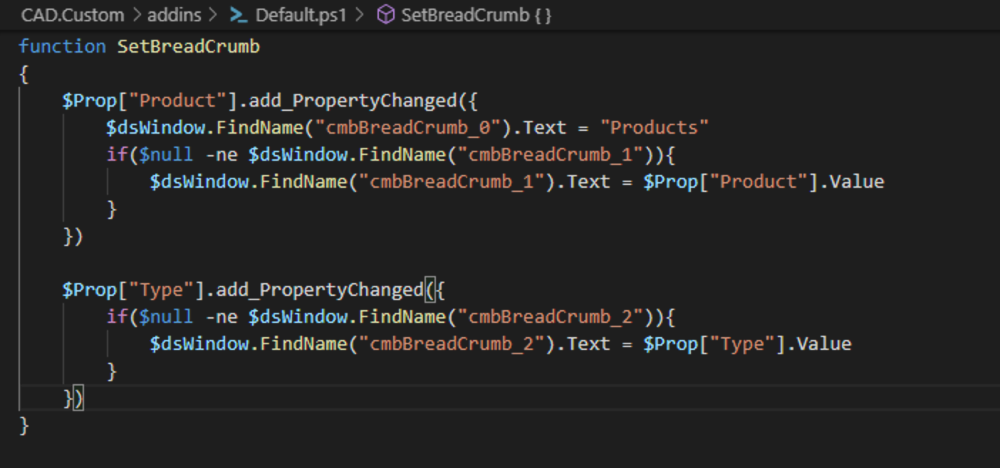 CAD.Custom > addins > Default.ps1 > SetBreadCrumb { }
function SetBreadCrumb
{
    $Prop["Product"].add_PropertyChanged({
        $dsWindow.FindName("cmbBreadCrumb_0").Text = "Products"
        if($null -ne $dsWindow.FindName("cmbBreadCrumb_1")){
            $dsWindow.FindName("cmbBreadCrumb_1").Text = $Prop["Product"].Value
        }
    })

    $Prop["Type"].add_PropertyChanged({
        if($null -ne $dsWindow.FindName("cmbBreadCrumb_2")){
            $dsWindow.FindName("cmbBreadCrumb_2").Text = $Prop["Type"].Value
        }
    })
}